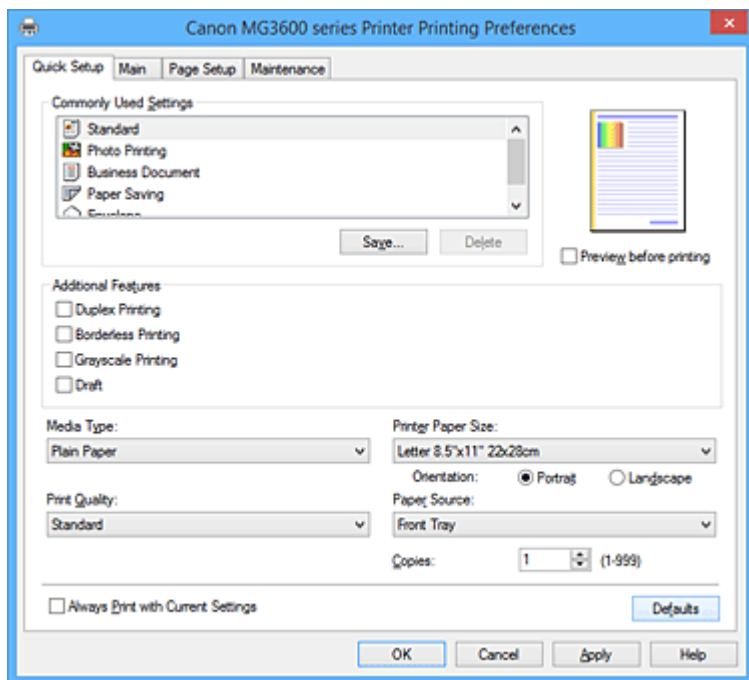 Canon MG3600 series Printer Printing Preferences
Quick Setup Main Page Setup Maintenance
Commonly Used Settings
Standard
Photo Printing
Business Document
Paper Saving
Envelope
Save... Delete
Preview before printing
Additional Features
Duplex Printing
Borderless Printing
Grayscale Printing
Draft
Media Type:
Plain Paper
Printer Paper Size:
Letter 8.5"x11" 22x28cm
Orientation: Portrait Landscape
Print Quality:
Standard
Paper Source:
Front Tray
Copies: 1 (1-999)
Always Print with Current Settings
Defaults
OK Cancel Apply Help